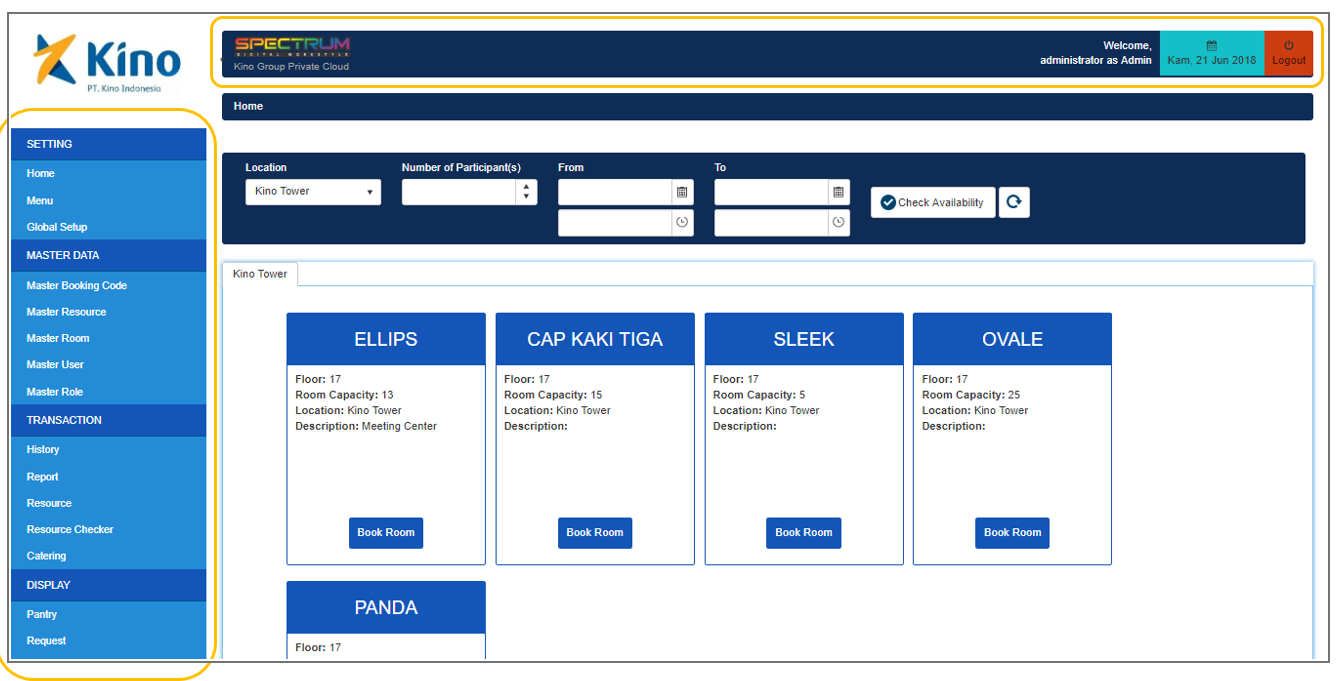 Kino
PT. Kino Indonesia
SPECTRUM
DIGITAL WORKSTYLE
Kino Group Private Cloud
Welcome,
administrator as Admin
Kam, 21 Jun 2018
Logout
SETTING
Home
Menu
Global Setup
MASTER DATA
Master Booking Code
Master Resource
Master Room
Master User
Master Role
TRANSACTION
History
Report
Resource
Resource Checker
Catering
DISPLAY
Pantry
Request
Home
Location
Number of Participant(s)
From
To
Kino Tower
Check Availability
Kino Tower
ELLIPS
Floor: 17
Room Capacity: 13
Location: Kino Tower
Description: Meeting Center
Book Room
CAP KAKI TIGA
Floor: 17
Room Capacity: 15
Location: Kino Tower
Description:
Book Room
SLEEK
Floor: 17
Room Capacity: 5
Location: Kino Tower
Description:
Book Room
OVALE
Floor: 17
Room Capacity: 25
Location: Kino Tower
Description:
Book Room
PANDA
Floor: 17